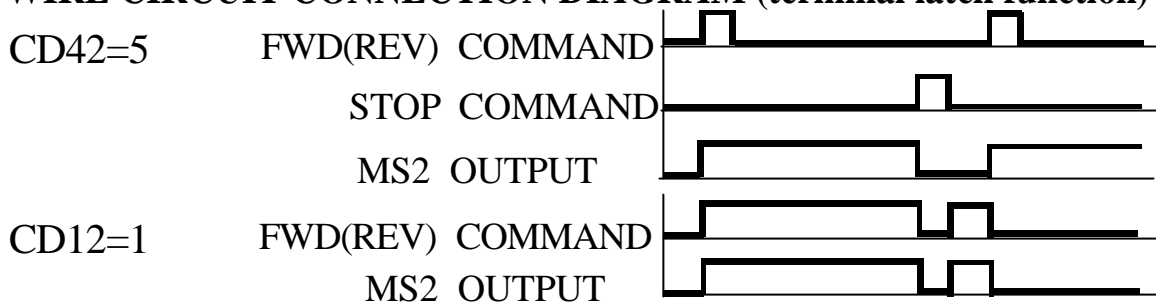 WIRE CIRCUIT CONNECTION DIAGRAM (terminal latch function)
CD42=5 FWD(REV) COMMAND
STOP COMMAND
MS2 OUTPUT
CD12=1 FWD(REV) COMMAND
MS2 OUTPUT